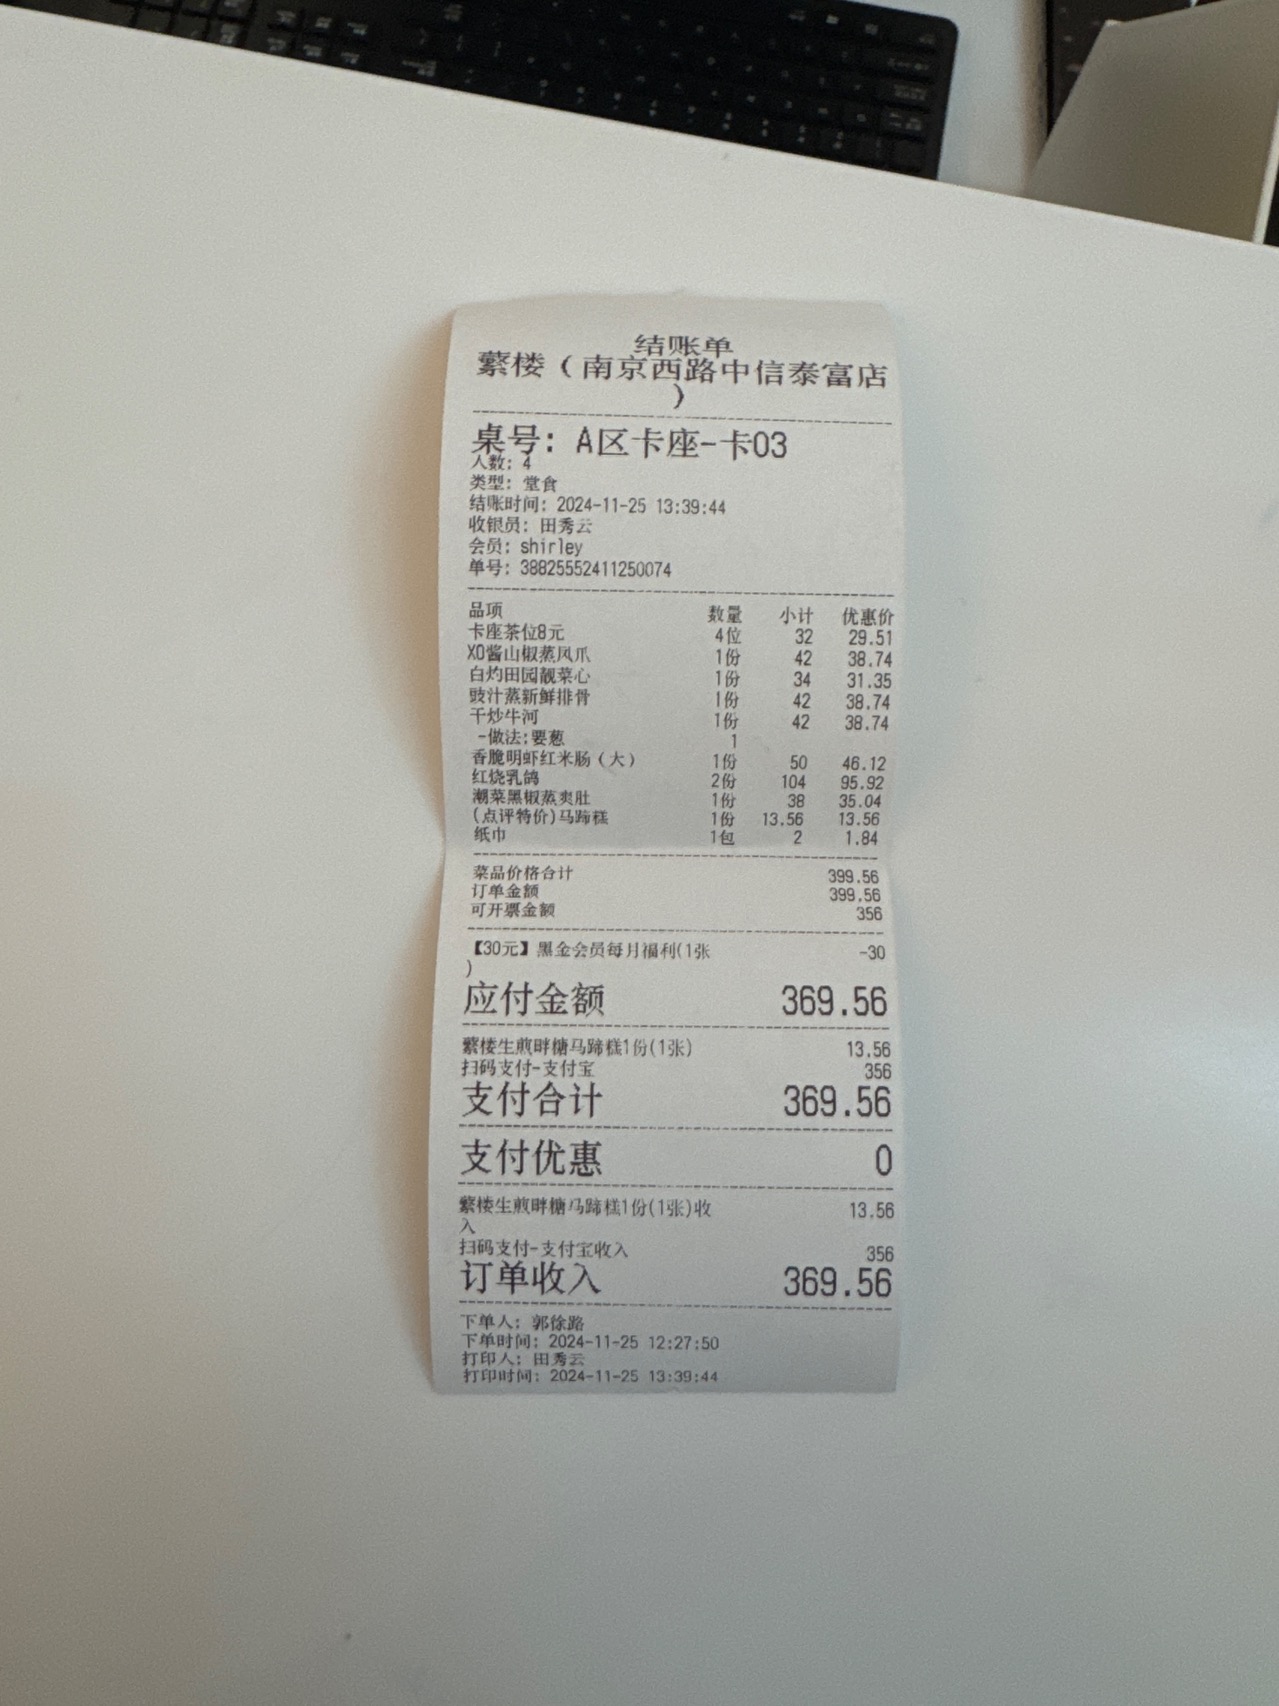 结账单
蘩楼（南京西路中信泰富店
）
桌号: A区卡座-卡03
人数: 4
类型: 堂食
结账时间: 2024-11-25 13:39:44
收银员: 田秀云
会员: shirley
单号: 38825552411250074
品项 数量 小计 优惠价
卡座茶位8元 4位 32 29.51
XO酱山椒蒸凤爪 1份 42 38.74
白灼田园靓菜心 1份 34 31.35
豉汁蒸新鲜排骨 1份 42 38.74
干炒牛河 1份 42 38.74
-做法:要葱 1
香脆明虾红米肠（大） 1份 50 46.12
红烧乳鸽 2份 104 95.92
潮菜黑椒蒸爽肚 1份 38 35.04
(点评特价)马蹄糕 1份 13.56 13.56
纸巾 1包 2 1.84
菜品价格合计 399.56
订单金额 399.56
可开票金额 356
【30元】黑金会员每月福利(1张 -30
)
应付金额 369.56
蘩楼生煎畔糖马蹄糕1份(1张) 13.56
扫码支付-支付宝 356
支付合计 369.56
支付优惠 0
蘩楼生煎畔糖马蹄糕1份(1张)收 13.56
入
扫码支付-支付宝收入 356
订单收入 369.56
下单人: 郭徐路
下单时间: 2024-11-25 12:27:50
打印人: 田秀云
打印时间: 2024-11-25 13:39:44